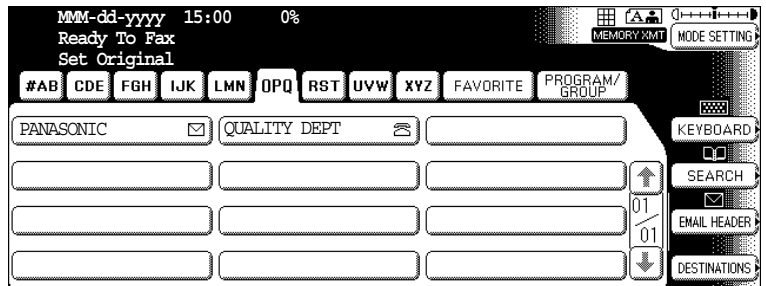 MMM-dd-yyyy 15:00 0%
Ready To Fax
Set Original
MEMORY XMT
MODE SETTING
#AB CDE FGH IJK LMN OPQ RST UVW XYZ FAVORITE PROGRAM/
GROUP
PANASONIC QUALITY DEPT
KEYBOARD
SEARCH
01
01
EMAIL HEADER
DESTINATIONS